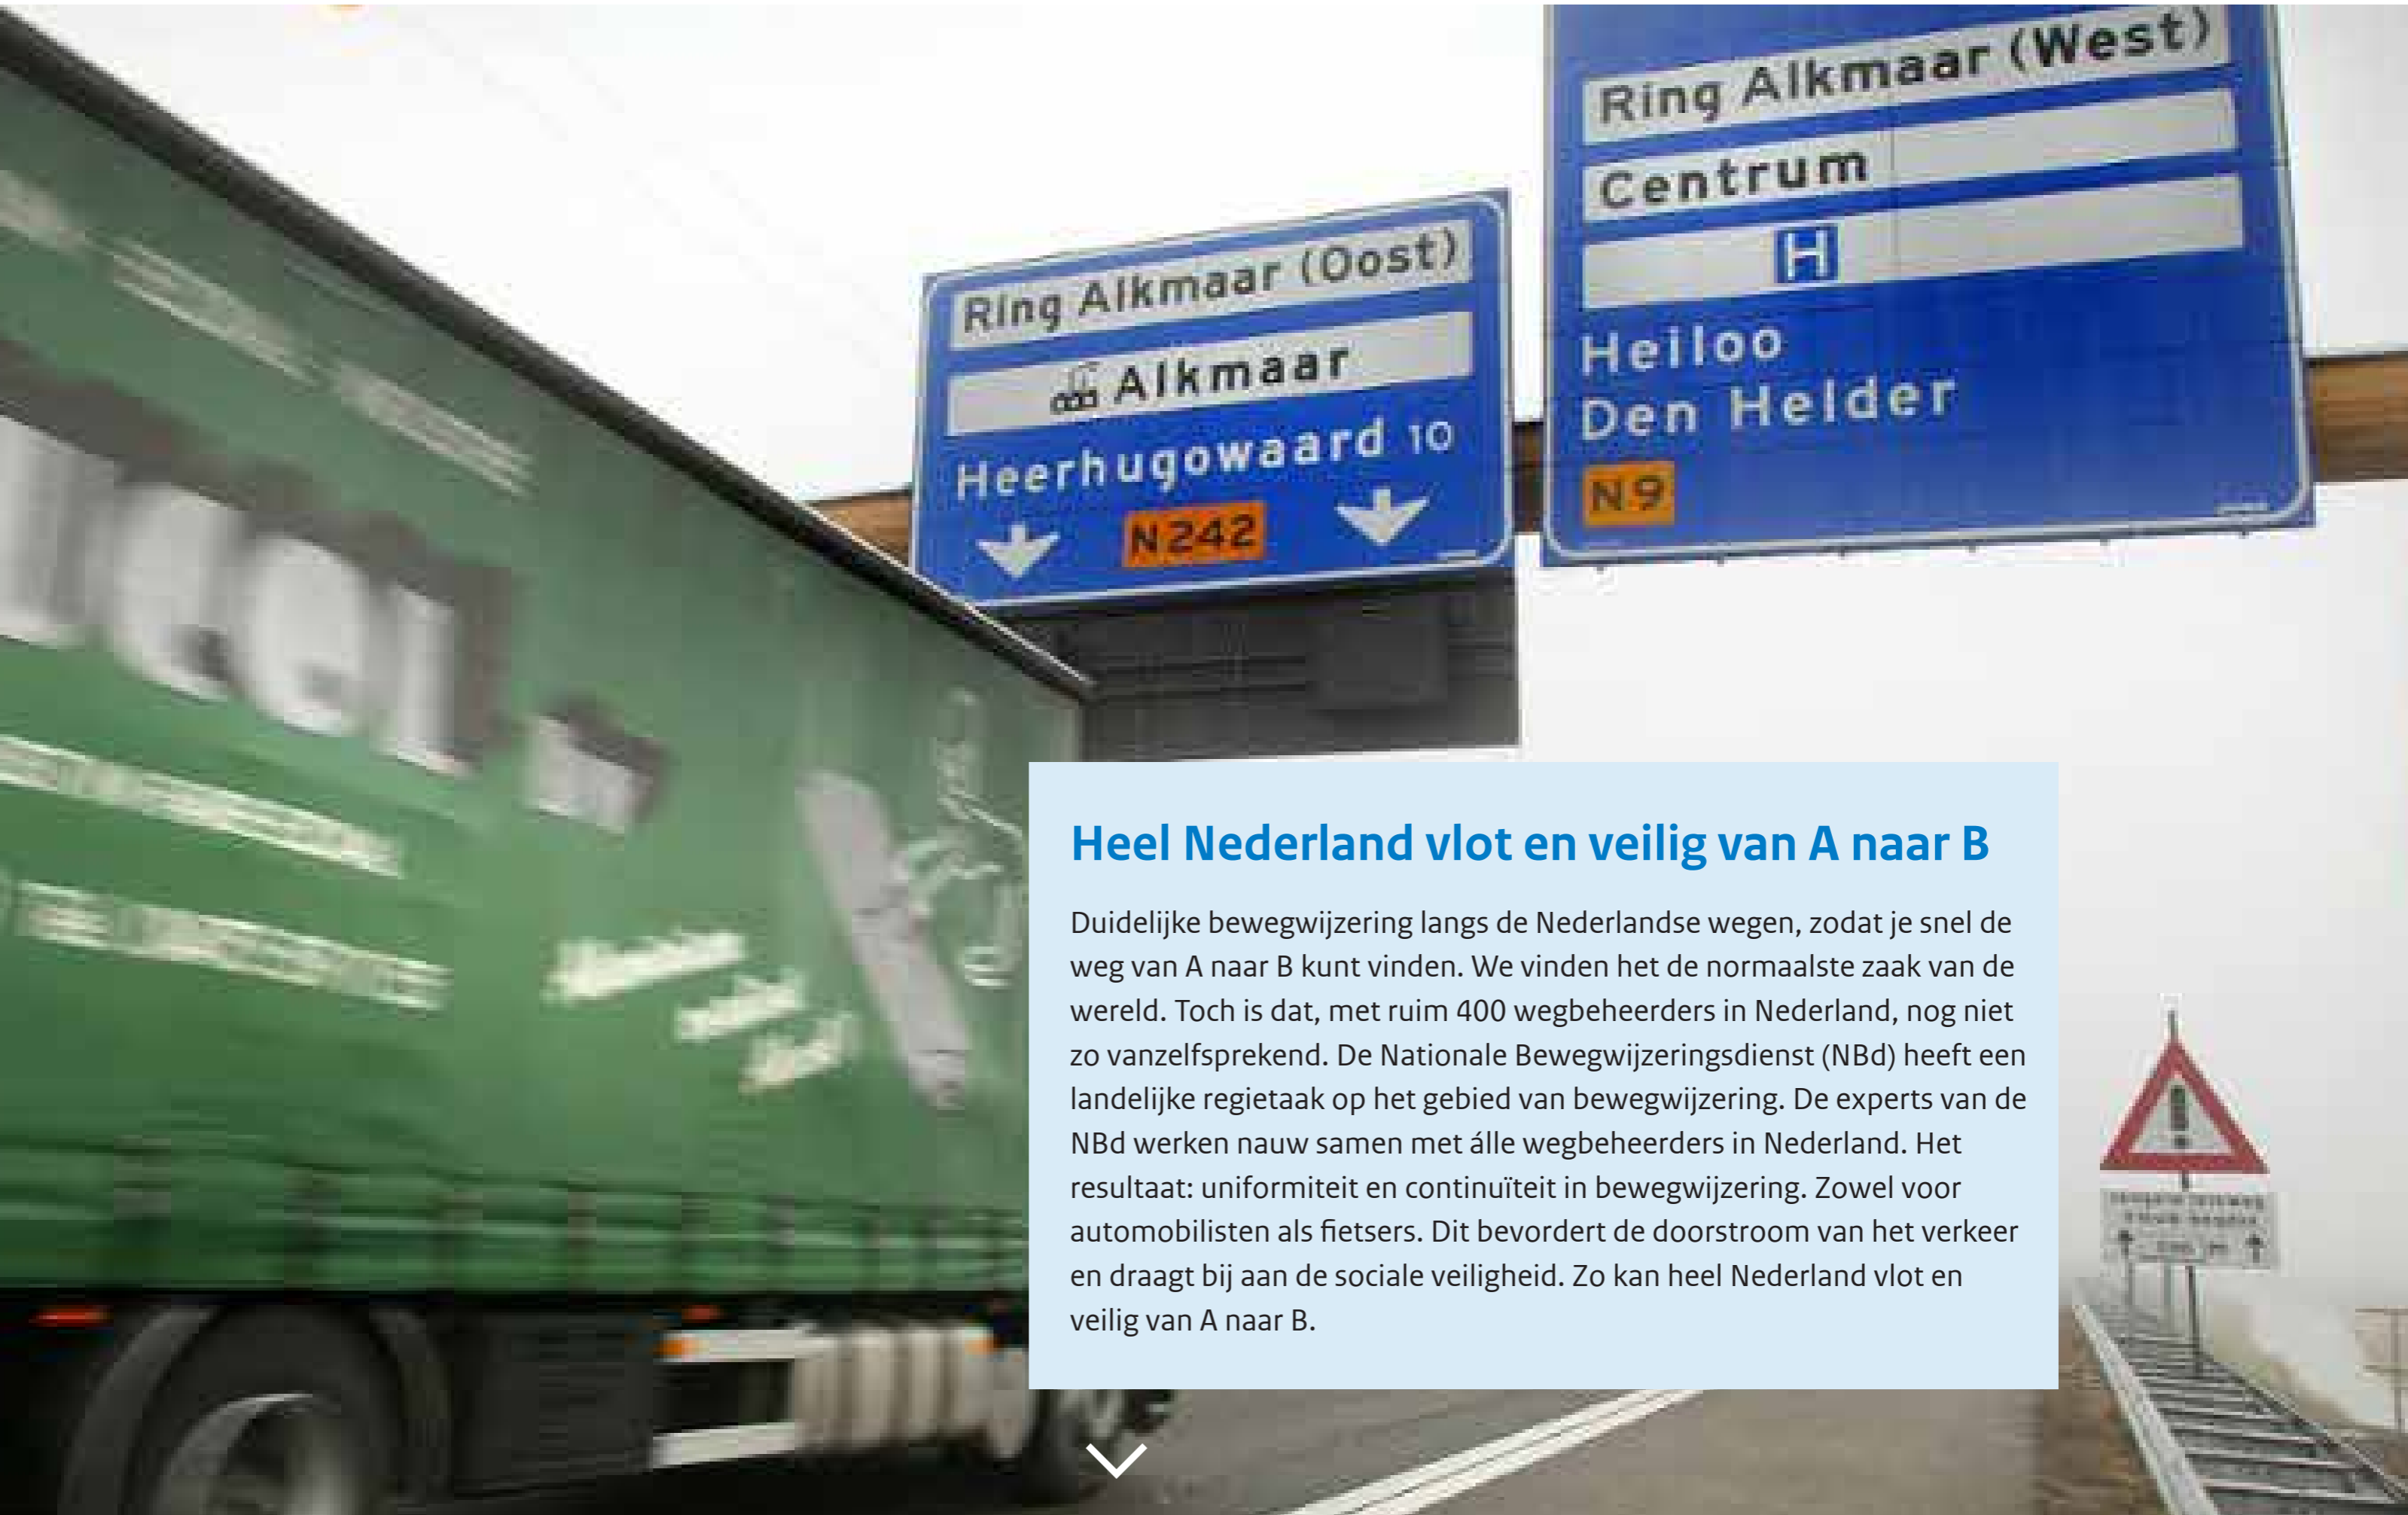 Ring Alkmaar (West)
Centrum
H
Heiloo
Den Helder
N 9
Ring Alkmaar (Oost)
Alkmaar
Heerhugowaard 10
N 242
Heel Nederland vlot en veilig van A naar B
Duidelijke bewegwijzering langs de Nederlandse wegen, zodat je snel de
weg van A naar B kunt vinden. We vinden het de normaalste zaak van de
wereld. Toch is dat, met ruim 400 wegbeheerders in Nederland, nog niet
zo vanzelfsprekend. De Nationale Bewegwijzeringsdienst (NBd) heeft een
landelijke regietaak op het gebied van bewegwijzering. De experts van de
NBd werken nauw samen met álle wegbeheerders in Nederland. Het
resultaat: uniformiteit en continuïteit in bewegwijzering. Zowel voor
automobilisten als fietsers. Dit bevordert de doorstroom van het verkeer
en draagt bij aan de sociale veiligheid. Zo kan heel Nederland vlot en
veilig van A naar B.